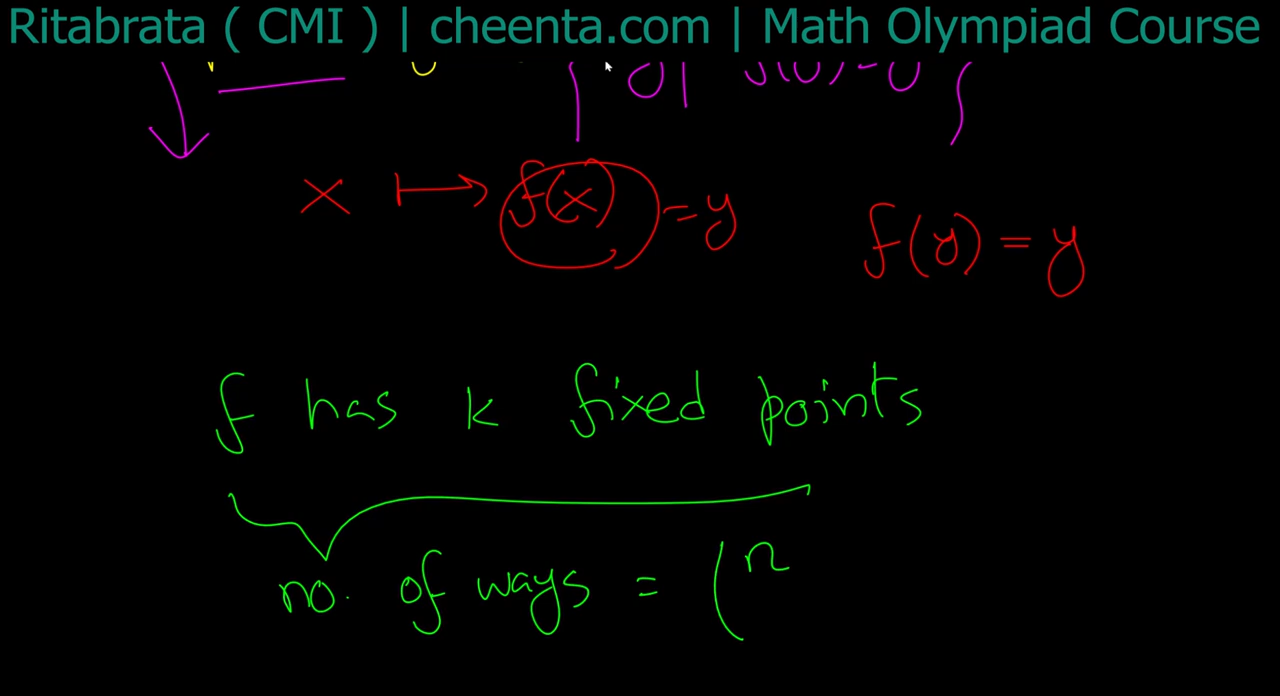 Ritabrata ( CMI ) | cheenta.com | Math Olympiad Course
x ↦ f(x) = y f(y) = y
f has k fixed points
no. of ways = (n